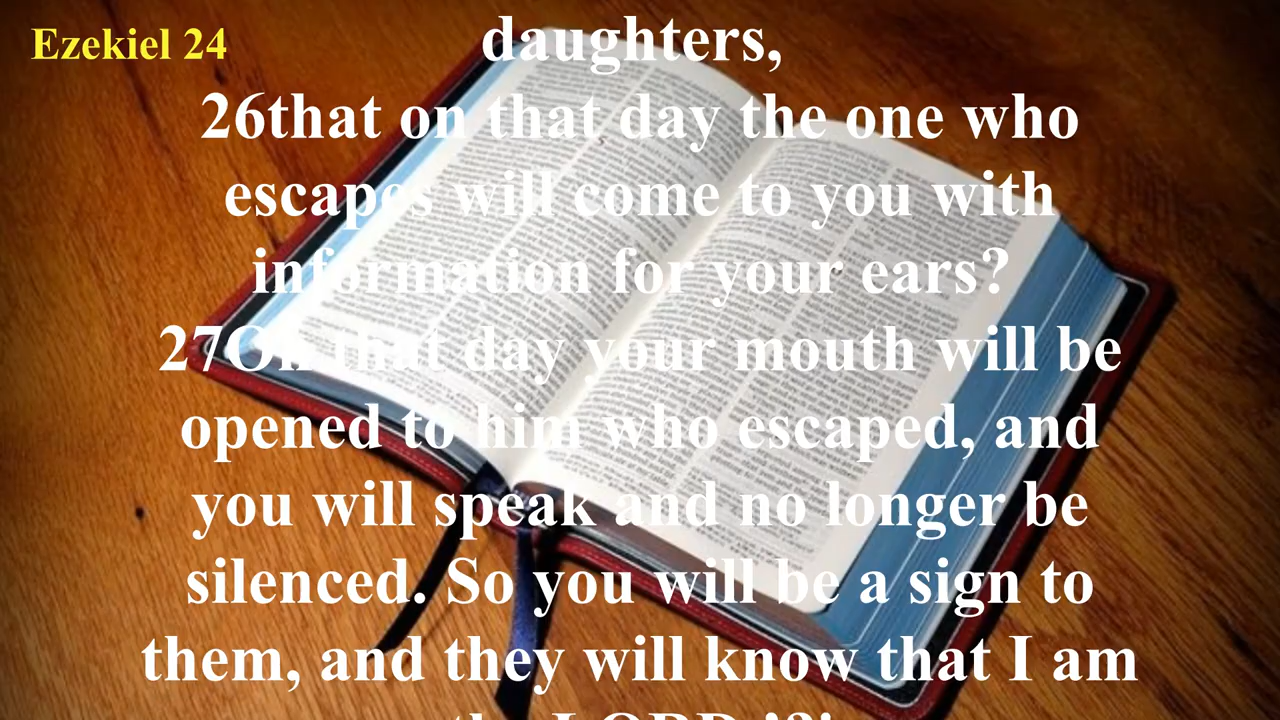 Ezekiel 24
daughters,
26that on that day the one who
escapes will come to you with
information for your ears?
27On that day your mouth will be
opened to him who escaped, and
you will speak and no longer be
silenced. So you will be a sign to
them, and they will know that I am
the LORD.'?'